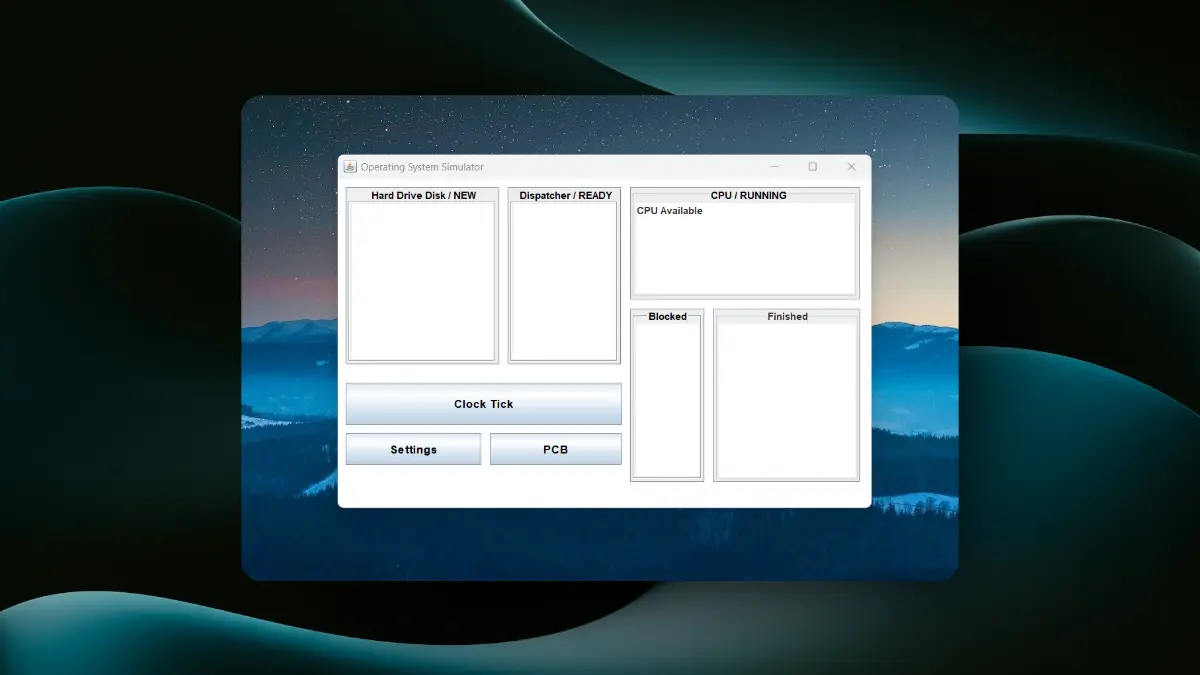 Operating System Simulator
Hard Drive Disk / NEW
Dispatcher / READY
CPU / RUNNING
CPU Available
Blocked
Finished
Clock Tick
Settings
PCB